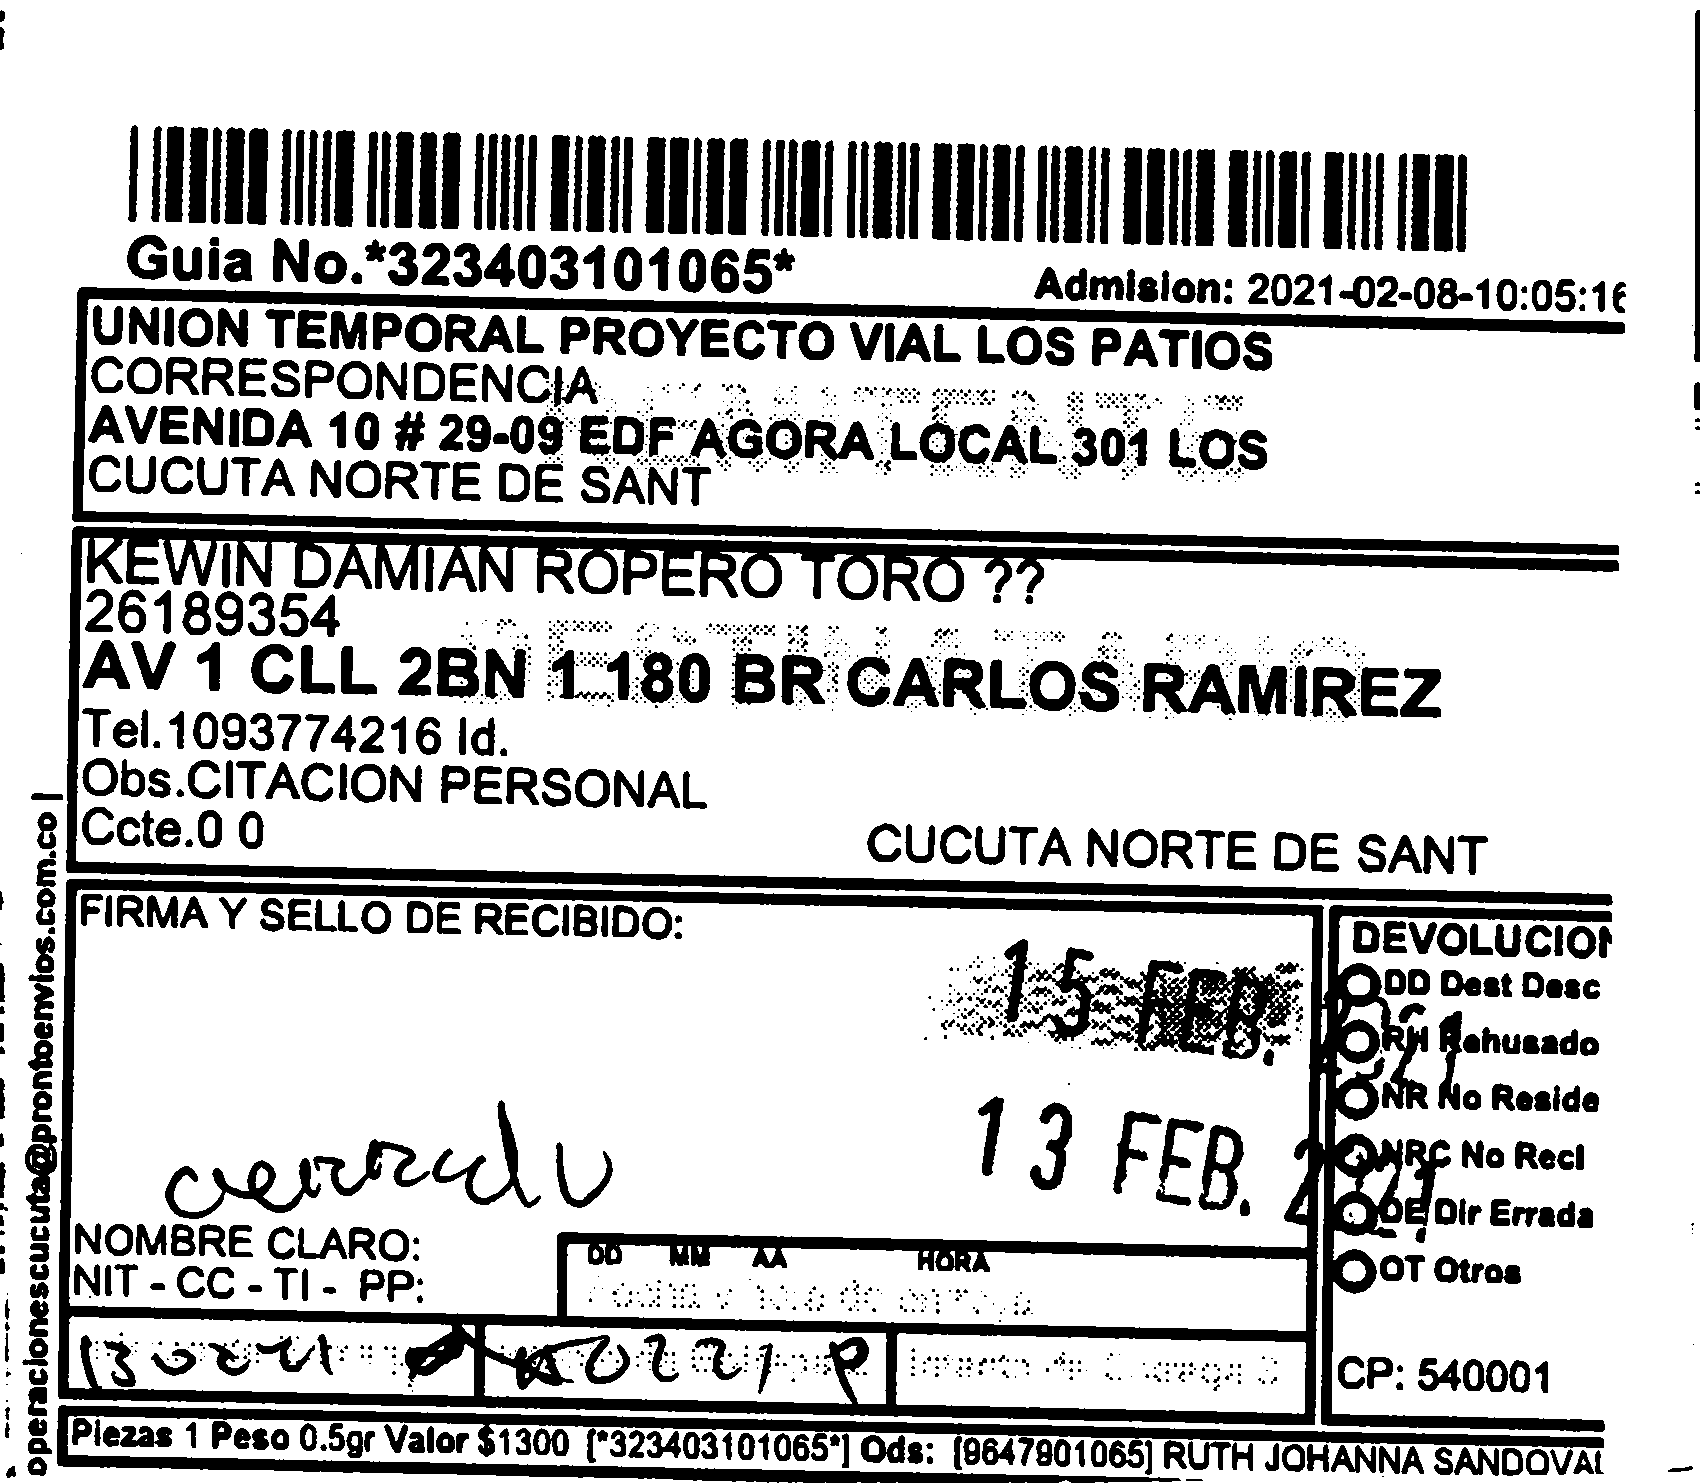 Guia No.*323403101065*
Admision: 2021-02-08-10:05:16
UNION TEMPORAL PROYECTO VIAL LOS PATIOS
CORRESPONDENCIA
AVENIDA 10 # 29-09 EDF AGORA LOCAL 301 LOS
CUCUTA NORTE DE SANT
KEWIN DAMIAN ROPERO TORO ??
26189354
DESTINATARIO
AV 1 CLL 2BN 1 180 BR CARLOS RAMIREZ
Tel.1093774216 Id.
Obs.CITACION PERSONAL
Ccte.0 0
CUCUTA NORTE DE SANT
operacionescucuta@prontoenvios.com.co |
FIRMA Y SELLO DE RECIBIDO:
15 FEB. 2021
13 FEB. 2021
cerrado
NOMBRE CLARO:
NIT - CC - TI - PP:
DD MM AA HORA
DEVOLUCION
DD Dest Desc
RH Rehusado
NR No Reside
NRC No Recl
DE Dir Errada
OT Otros
CP: 540001
Piezas 1 Peso 0.5gr Valor $1300 [*323403101065*] Ods: [9647901065] RUTH JOHANNA SANDOVAL